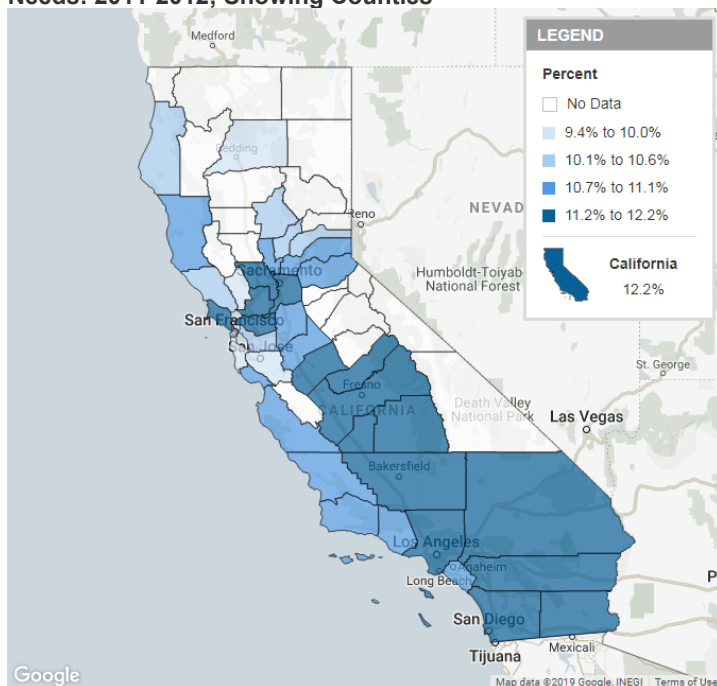 Needs: 2011-2012, Showing Counties
LEGEND
Percent
No Data
9.4% to 10.0%
10.1% to 10.6%
10.7% to 11.1%
11.2% to 12.2%
California
12.2%
Medford
Redding
Reno
NEVAD
Sacramento
Humboldt-Toiyab
National Forest
San Francisco
San Jose
St. George
Fresno
Death Valley
National Park
CALIFORNIA
Las Vegas
Bakersfield
Los Angeles
Anaheim
Long Beach
P
San Diego
Tijuana
Mexicali
Google
Map data ©2019 Google, INEGI
Terms of Use